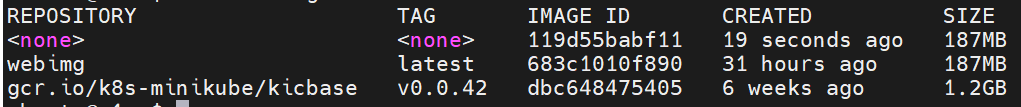 REPOSITORY TAG IMAGE ID CREATED SIZE
<none> <none> 119d55babf11 19 seconds ago 187MB
webimg latest 683c1010f890 31 hours ago 187MB
gcr.io/k8s-minikube/kicbase v0.0.42 dbc648475405 6 weeks ago 1.2GB